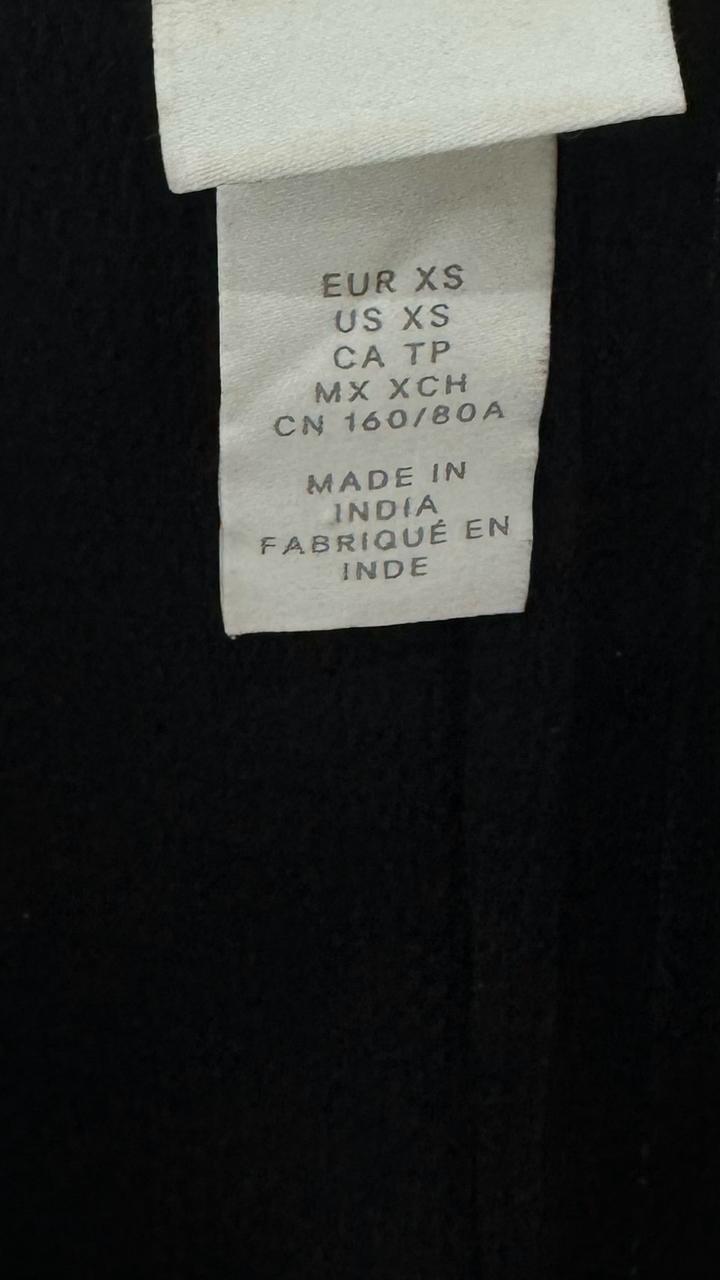 EUR XS
US XS
CA TP
MX XCH
CN 160/80A
MADE IN
INDIA
FABRIQUÉ EN
INDE